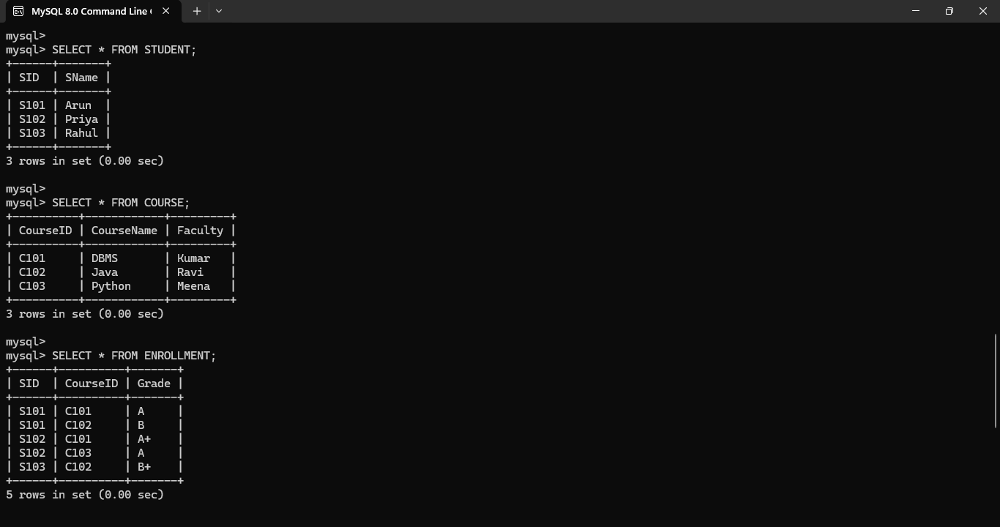 MySQL 8.0 Command Line
mysql>
mysql> SELECT * FROM STUDENT;
+------+-------+
| SID  | SName |
+------+-------+
| S101 | Arun  |
| S102 | Priya |
| S103 | Rahul |
+------+-------+
3 rows in set (0.00 sec)
mysql>
mysql> SELECT * FROM COURSE;
+----------+------------+---------+
| CourseID | CourseName | Faculty |
+----------+------------+---------+
| C101     | DBMS       | Kumar   |
| C102     | Java       | Ravi    |
| C103     | Python     | Meena   |
+----------+------------+---------+
3 rows in set (0.00 sec)
mysql>
mysql> SELECT * FROM ENROLLMENT;
+------+----------+-------+
| SID  | CourseID | Grade |
+------+----------+-------+
| S101 | C101     | A     |
| S101 | C102     | B     |
| S102 | C101     | A+    |
| S102 | C103     | A     |
| S103 | C102     | B+    |
+------+----------+-------+
5 rows in set (0.00 sec)